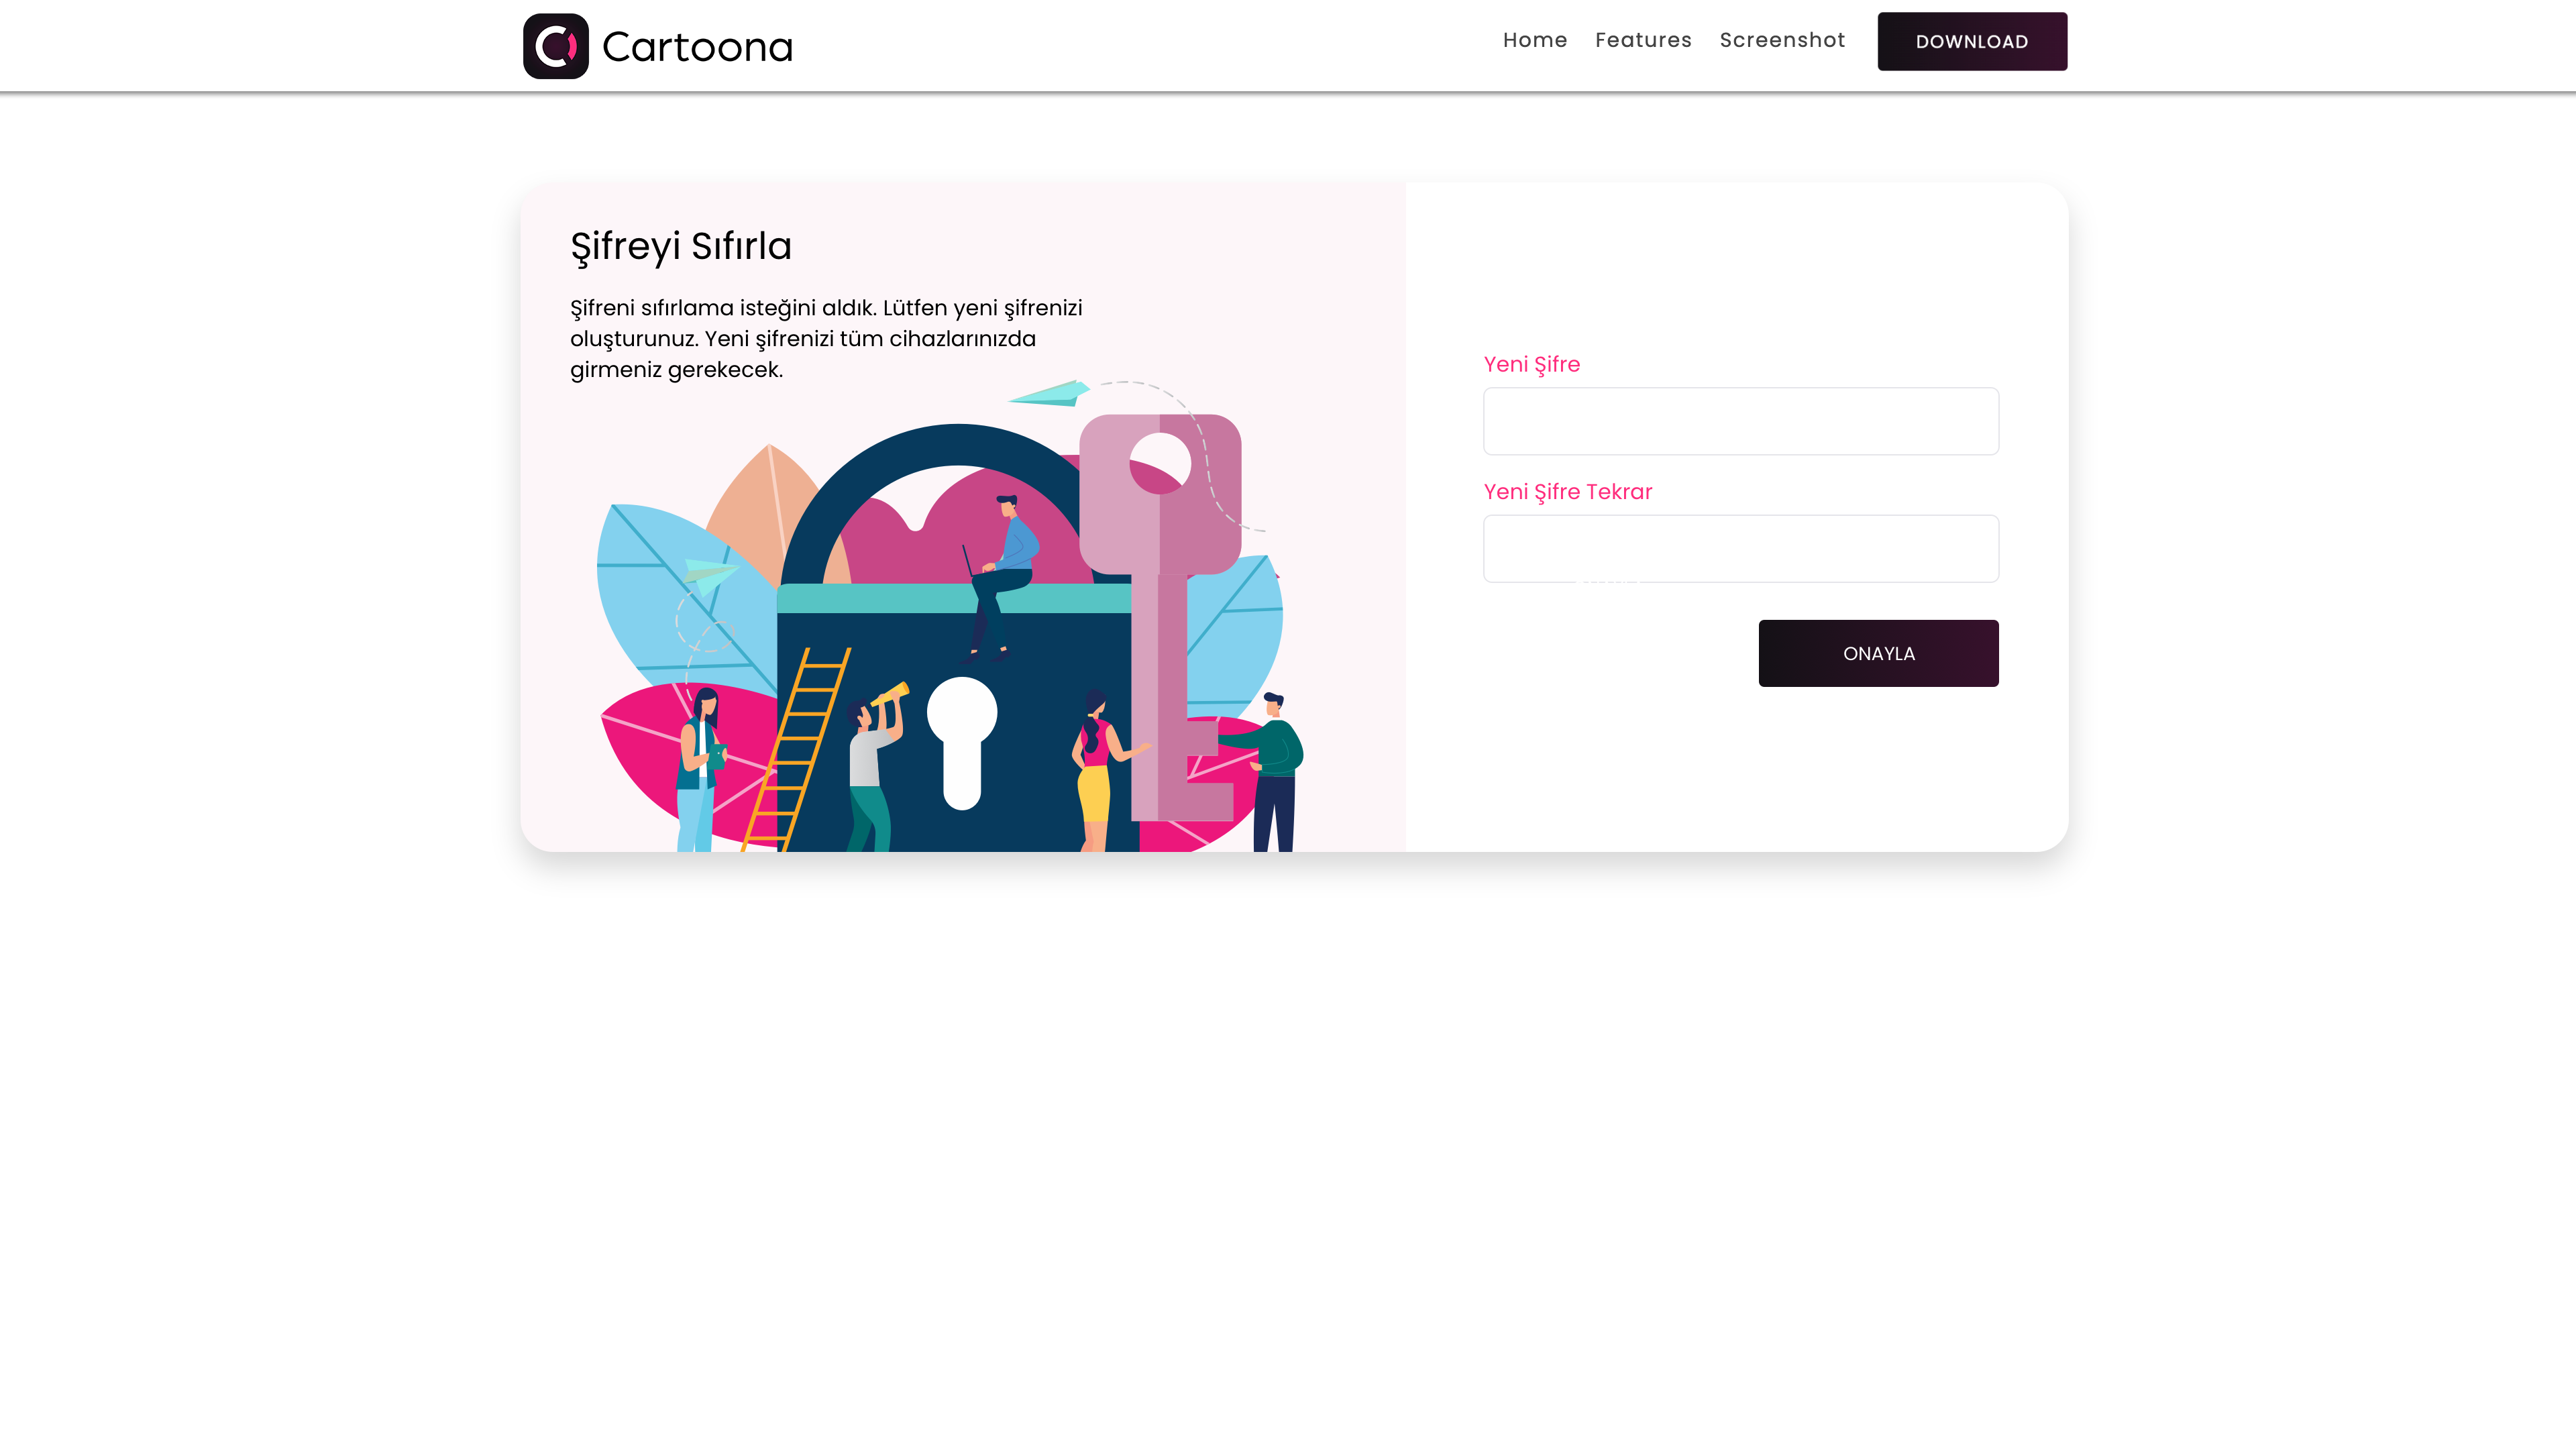 Cartoona
Home Features Screenshot DOWNLOAD
Şifreyi Sıfırla
Şifreni sıfırlama isteğini aldık. Lütfen yeni şifrenizi
oluşturunuz. Yeni şifrenizi tüm cihazlarınızda
girmeniz gerekecek.
Yeni Şifre
Yeni Şifre Tekrar
ONAYLA